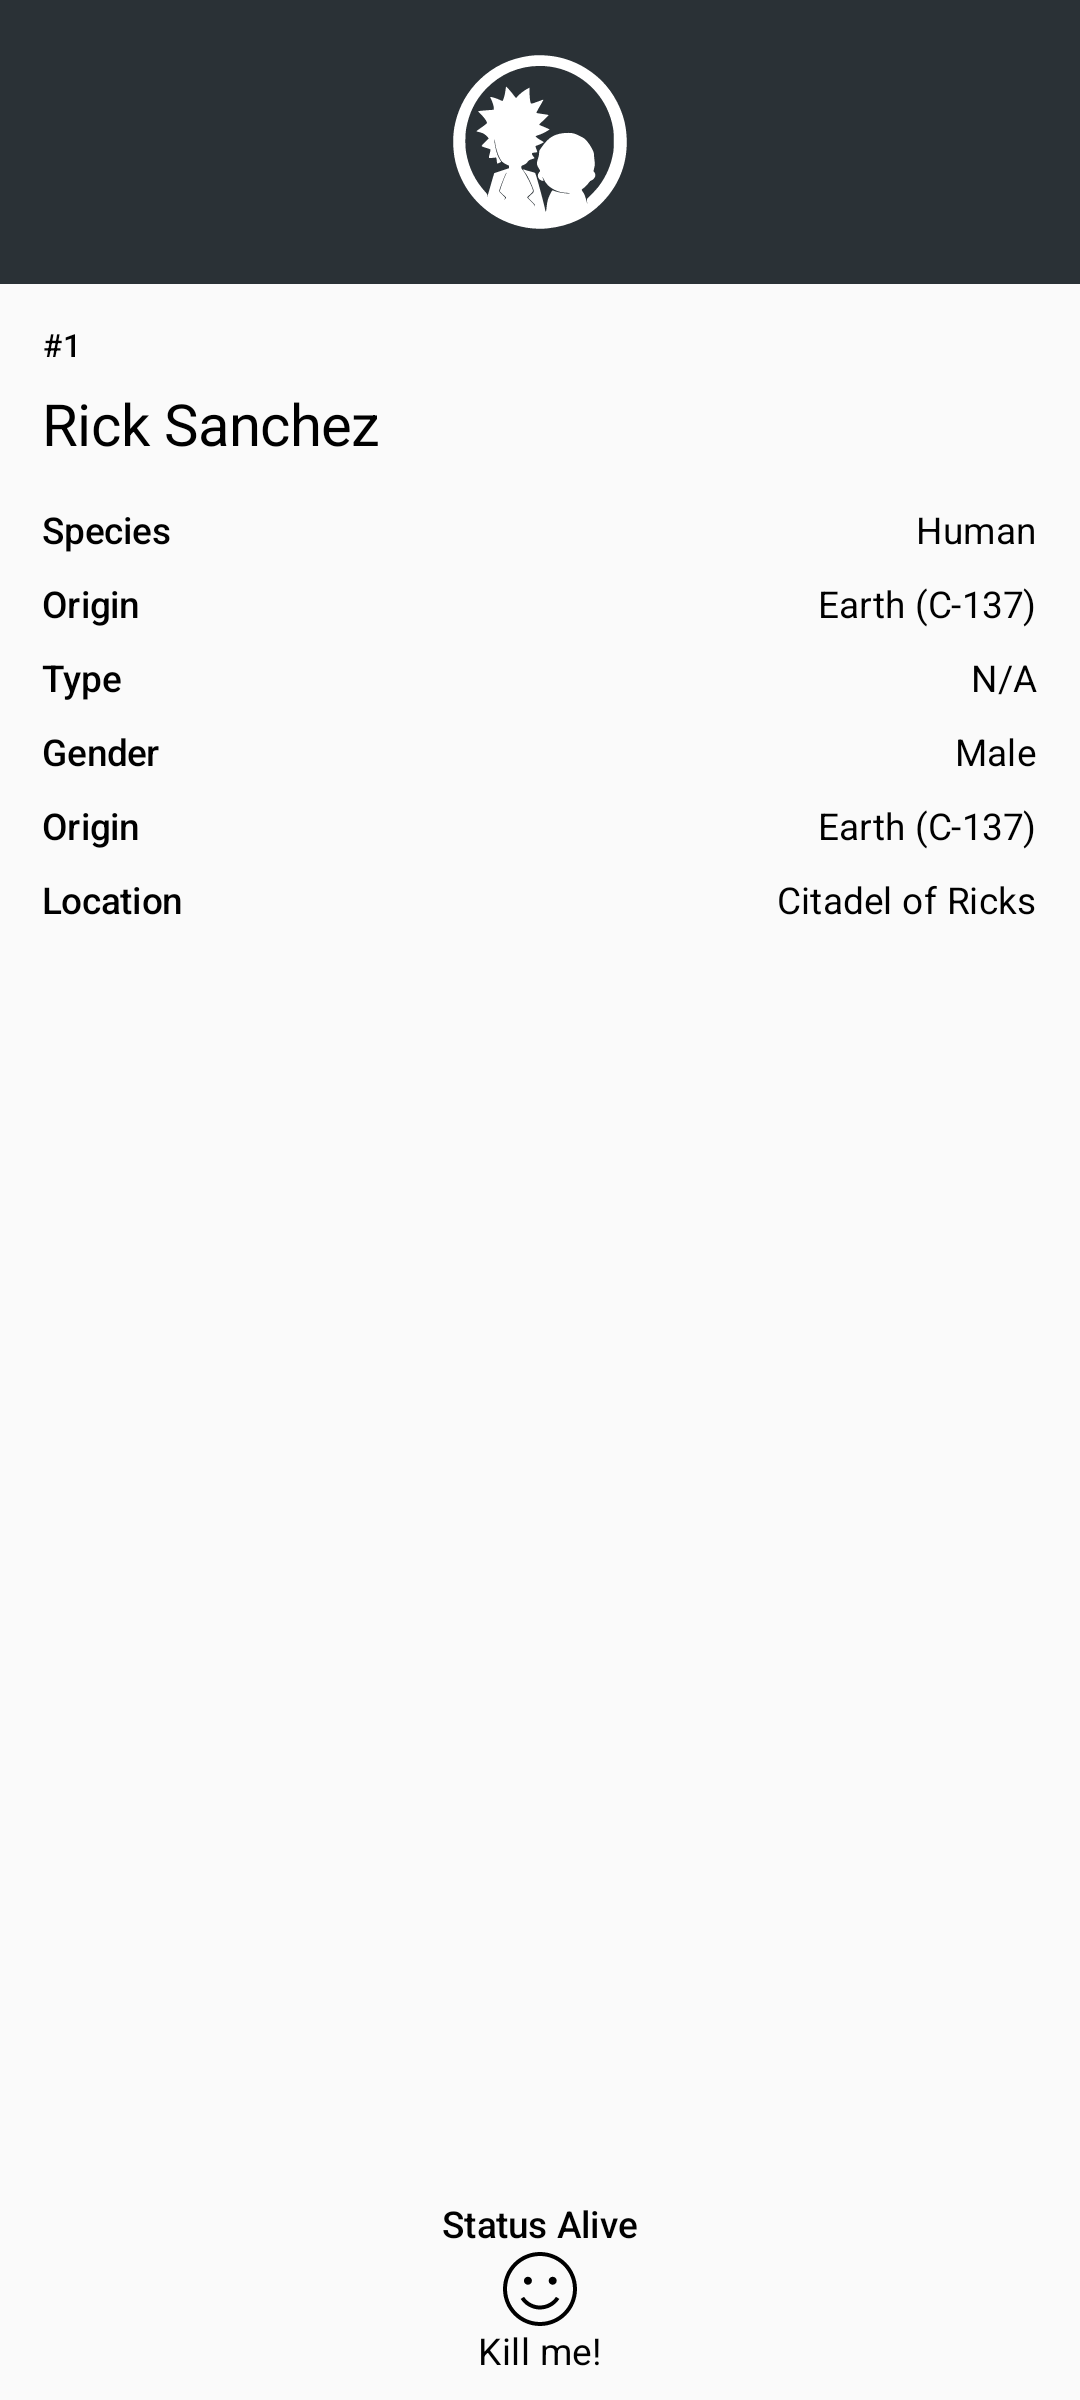 #1
Rick Sanchez
Species Human
Origin Earth (C-137)
Type N/A
Gender Male
Origin Earth (C-137)
Location Citadel of Ricks
Status Alive
Kill me!